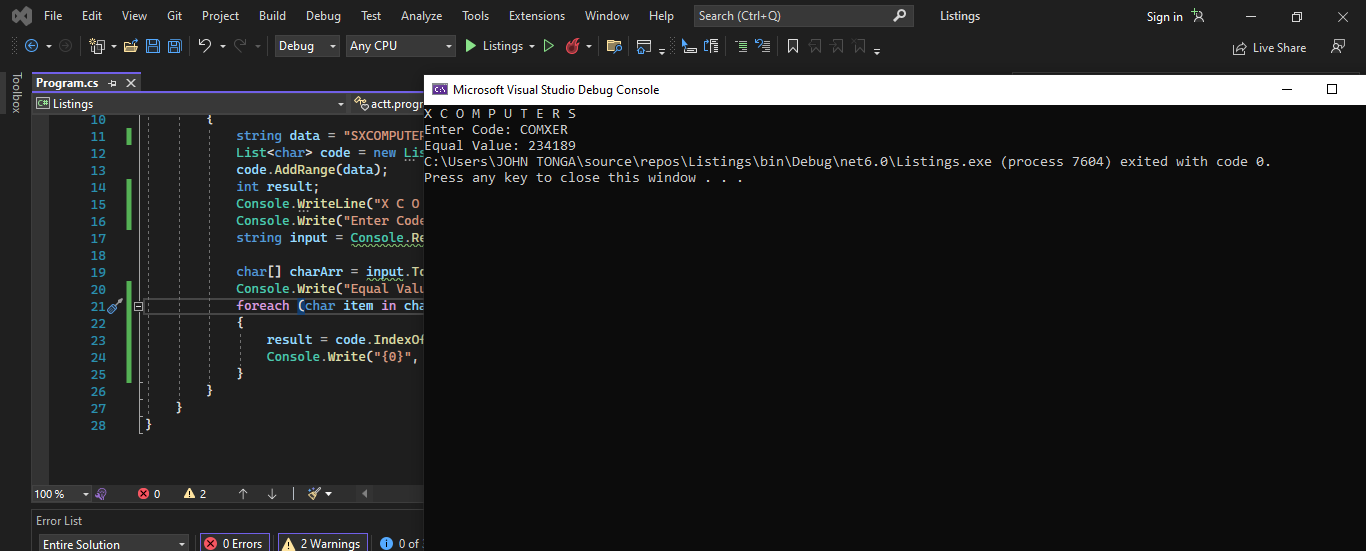 File Edit View Git Project Build Debug Test Analyze Tools Extensions Window Help Search (Ctrl+Q) Listings Sign in
Debug Any CPU Listings Live Share
Toolbox
Program.cs
C# Listings actt.progr
C:\ Microsoft Visual Studio Debug Console
X C O M P U T E R S
Enter Code: COMXER
Equal Value: 234189
C:\Users\JOHN TONGA\source\repos\Listings\bin\Debug\net6.0\Listings.exe (process 7604) exited with code 0.
Press any key to close this window . . .
10 {
11 string data = "SXCOMPUTER
12 List<char> code = new Lis
13 code.AddRange(data);
14 int result;
15 Console.WriteLine("X C O
16 Console.Write("Enter Code
17 string input = Console.Re
18
19 char[] charArr = input.To
20 Console.Write("Equal Valu
21 foreach (char item in cha
22 {
23 result = code.IndexOf
24 Console.Write("{0}",
25 }
26 }
27 }
28 }
100 % 0 2
Error List
Entire Solution 0 Errors 2 Warnings 0 of